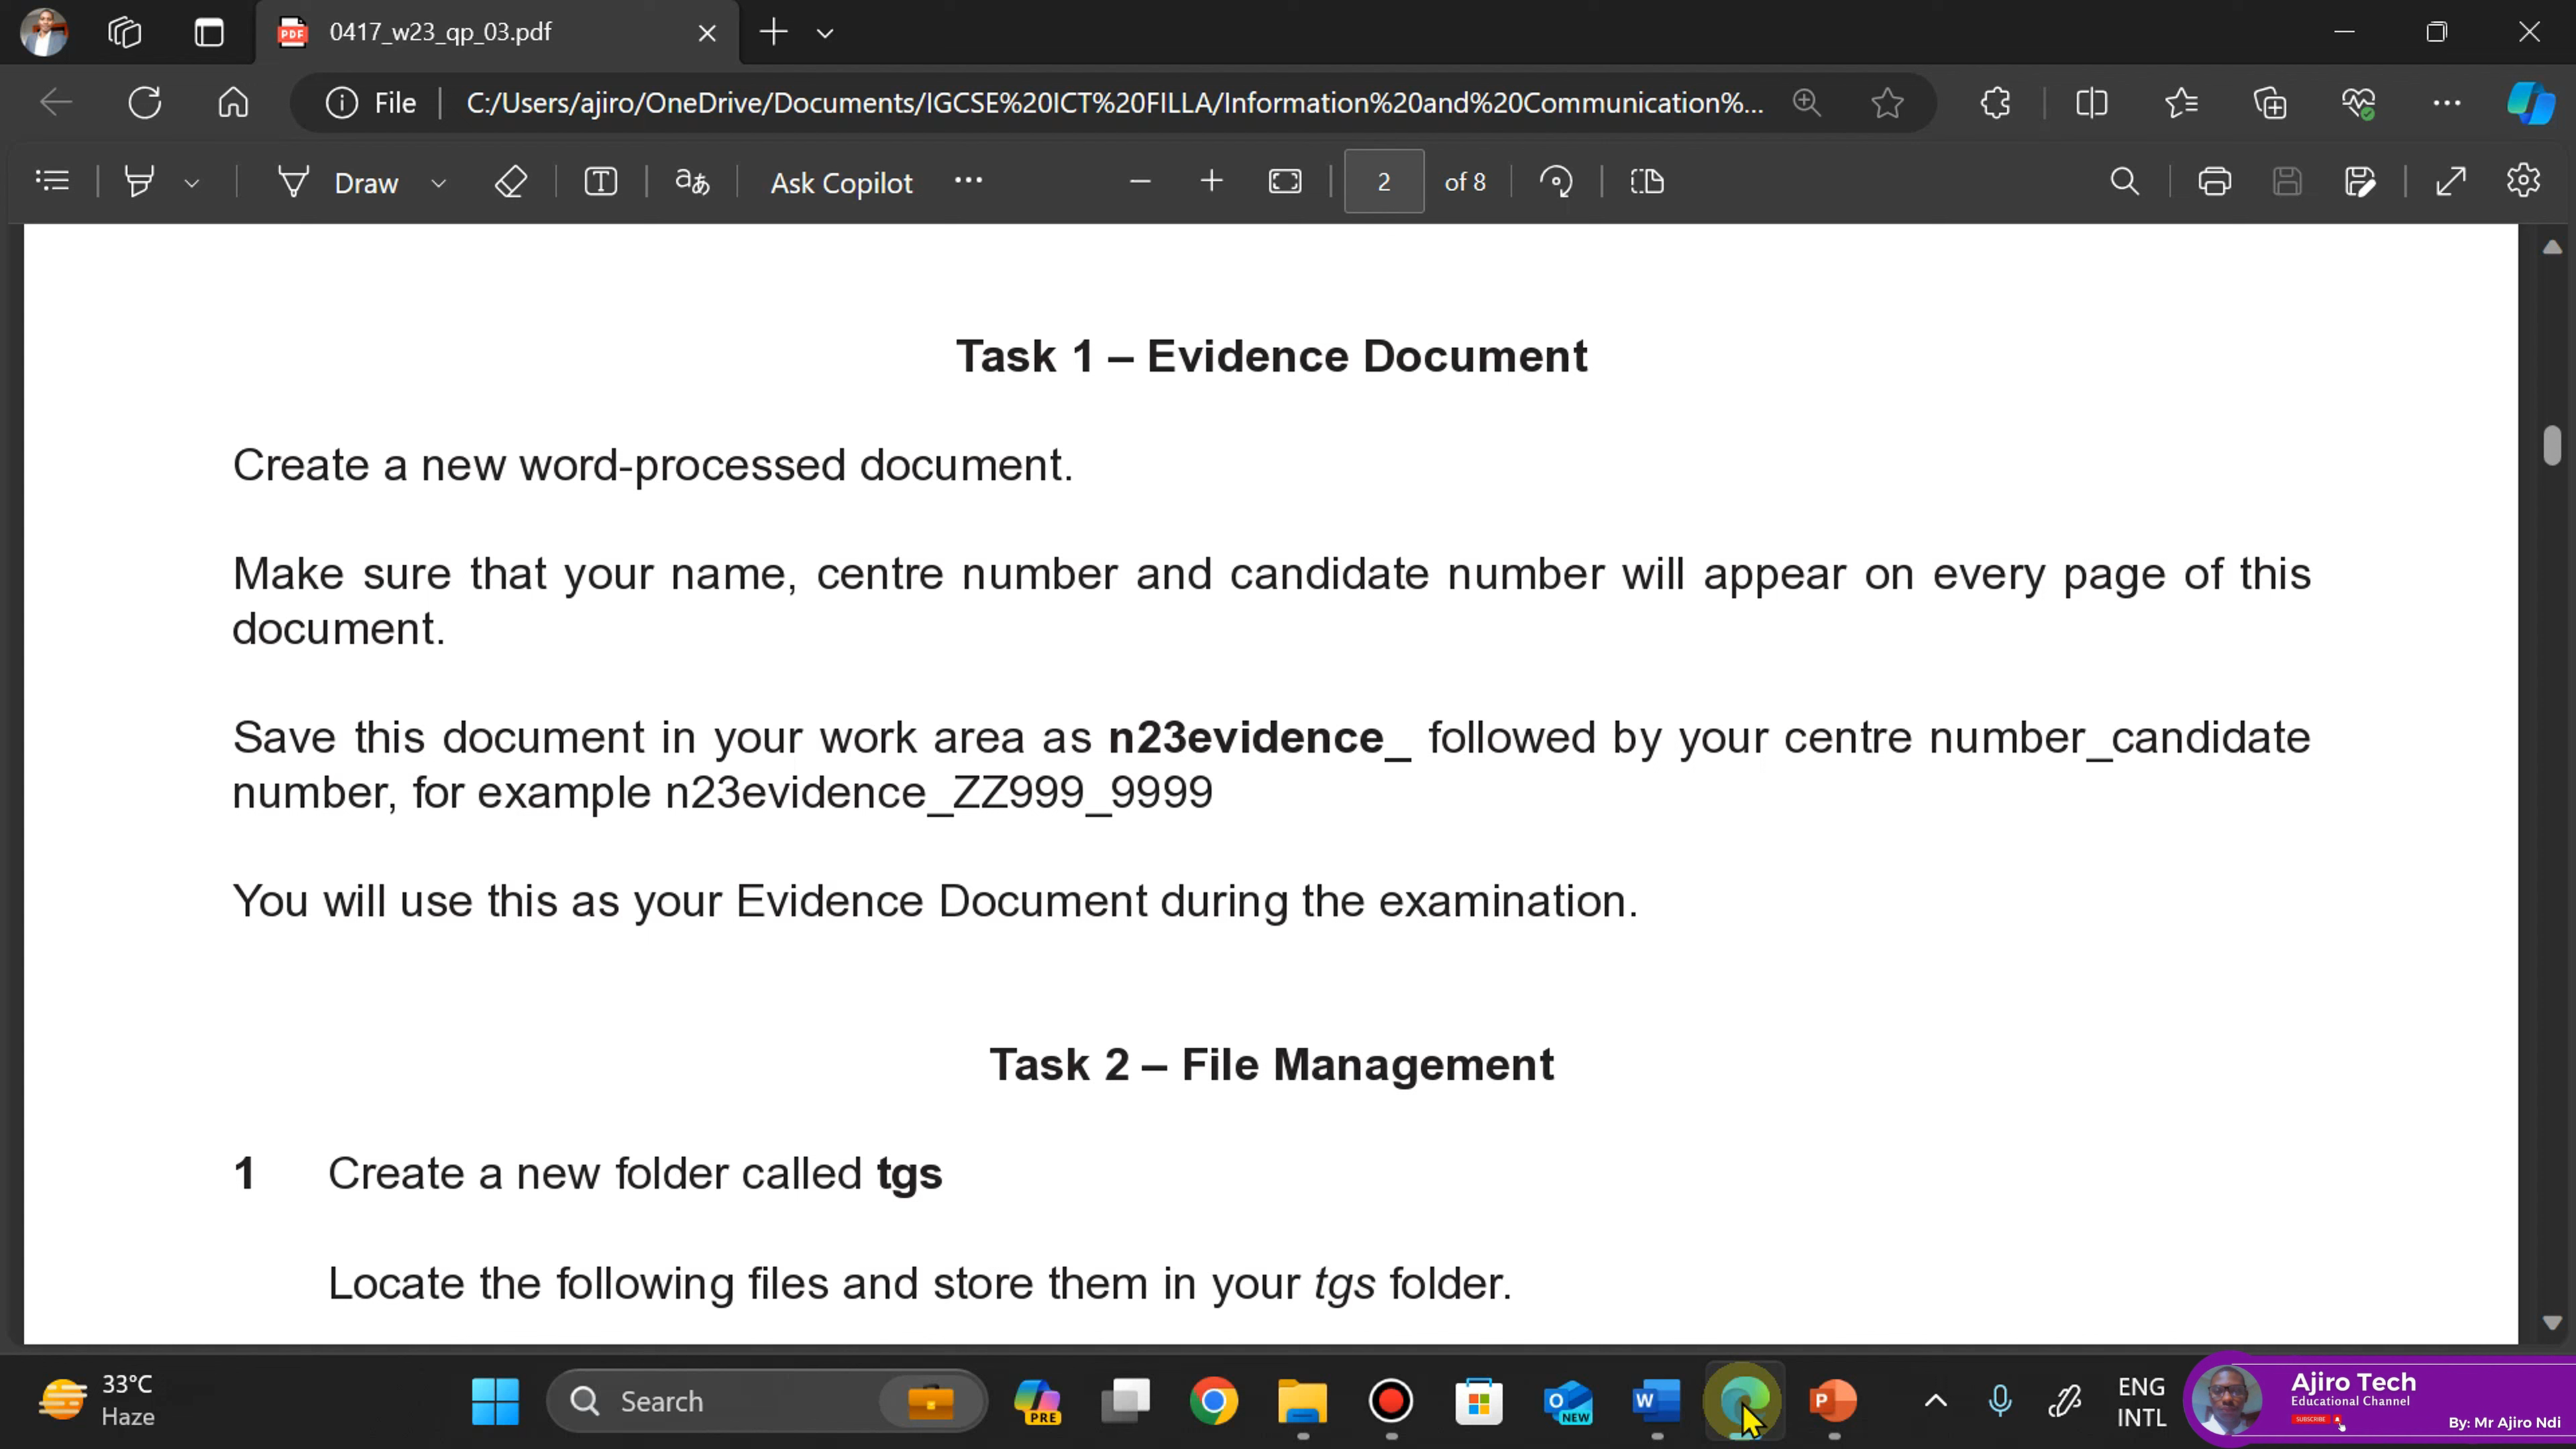 0417_w23_qp_03.pdf
File
C:/Users/ajiro/OneDrive/Documents/IGCSE%20ICT%20FILLA/Information%20and%20Communication%...
Draw
Ask Copilot
2
of 8
Task 1 – Evidence Document
Create a new word-processed document.
Make sure that your name, centre number and candidate number will appear on every page of this
document.
Save this document in your work area as n23evidence_ followed by your centre number_candidate
number, for example n23evidence_ZZ999_9999
You will use this as your Evidence Document during the examination.
Task 2 – File Management
1 Create a new folder called tgs
Locate the following files and store them in your tgs folder.
33°C
Haze
Search
PRE
NEW
ENG
INTL
Ajiro Tech
Educational Channel
SUBSCRIBE
By: Mr Ajiro Ndi